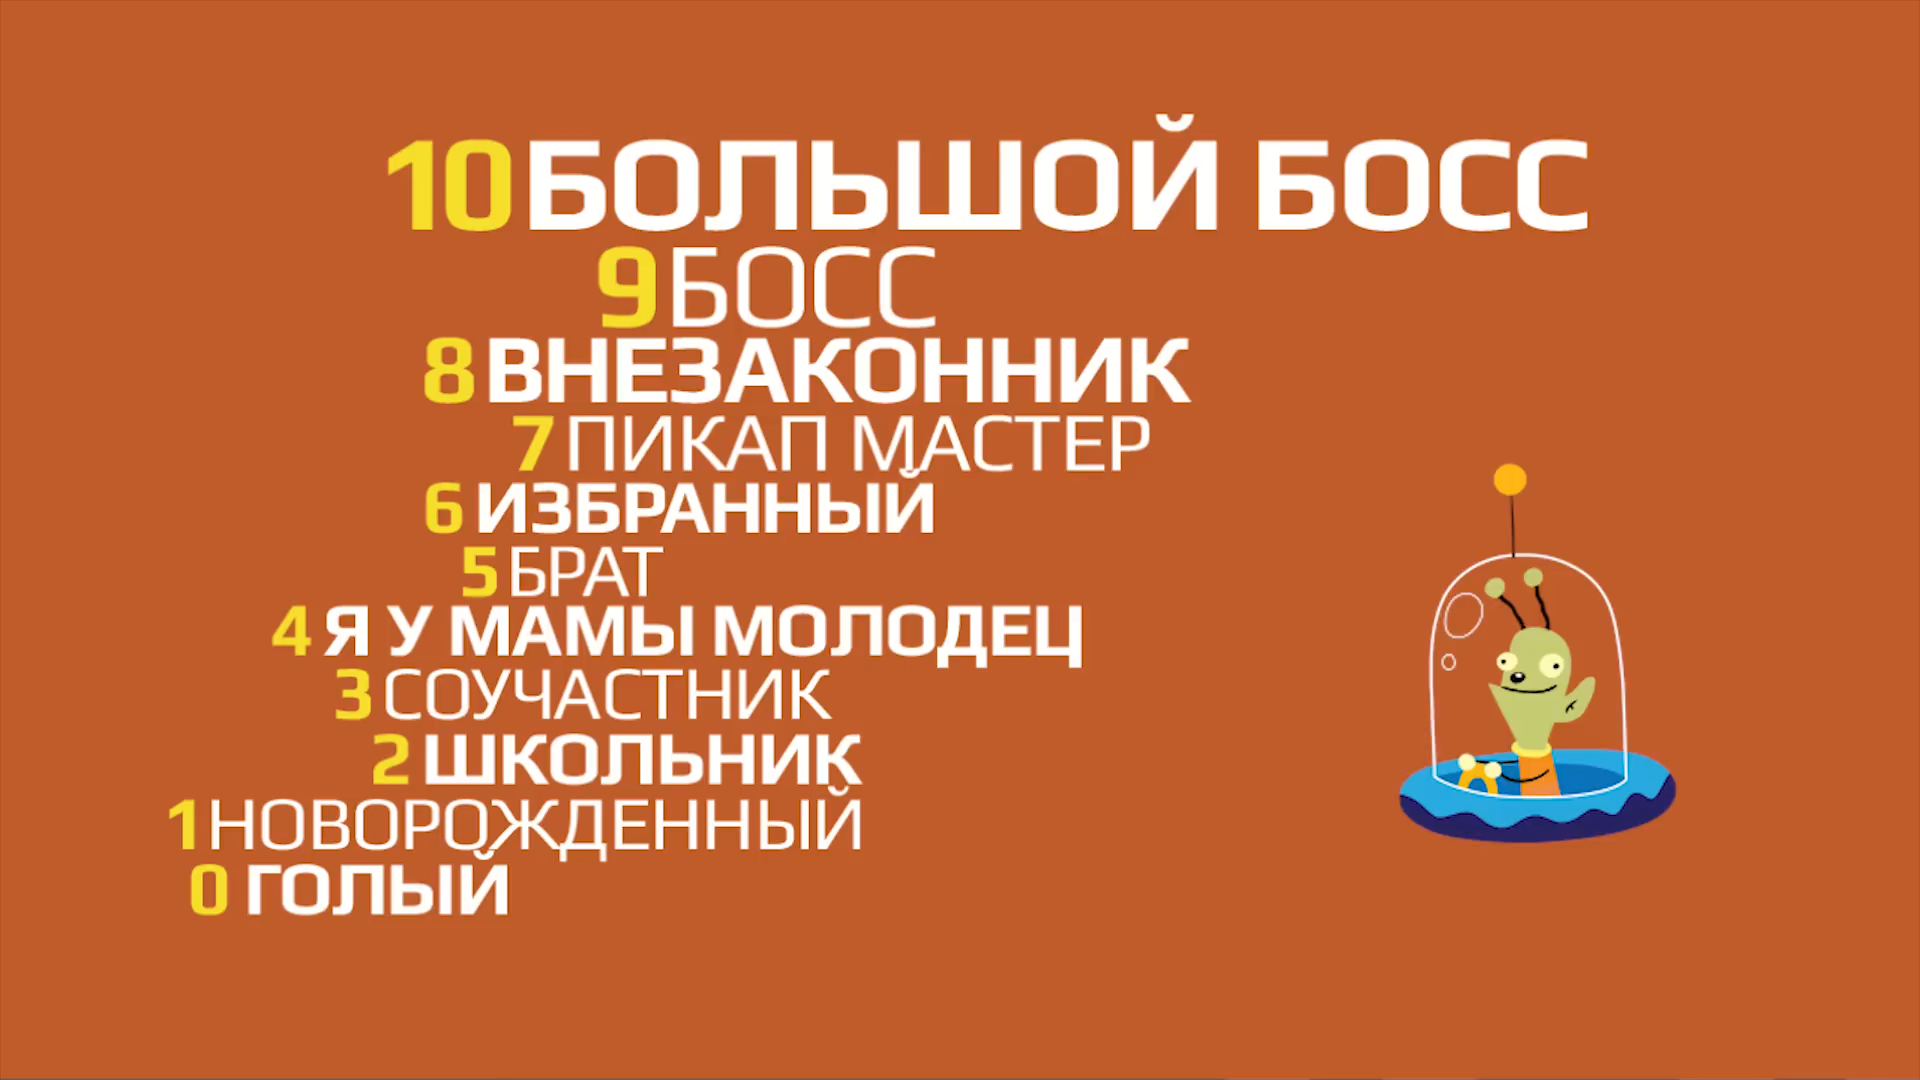 10 БОЛЬШОЙ БОСС
9 БОСС
8 ВНЕЗАКОННИК
7 ПИКАП МАСТЕР
6 ИЗБРАННЫЙ
5 БРАТ
4 Я У МАМЫ МОЛОДЕЦ
3 СОУЧАСТНИК
2 ШКОЛЬНИК
1 НОВОРОЖДЕННЫЙ
0 ГОЛЫЙ